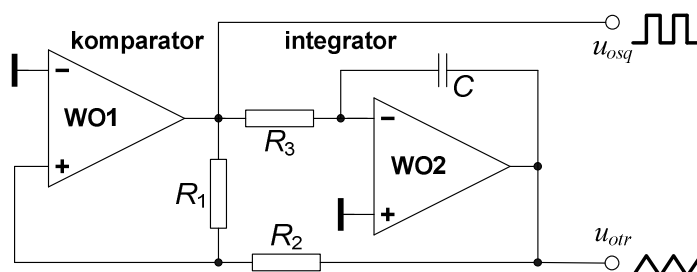 komparator
integrator
u_osq
−
WO1
+
R3
C
−
WO2
+
R1
R2
u_otr